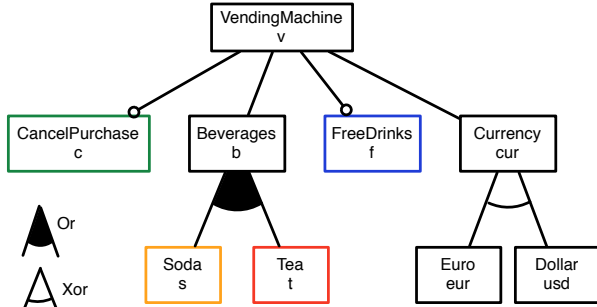 VendingMachine
v
CancelPurchase
c
Beverages
b
FreeDrinks
f
Currency
cur
Or
Xor
Soda
s
Tea
t
Euro
eur
Dollar
usd